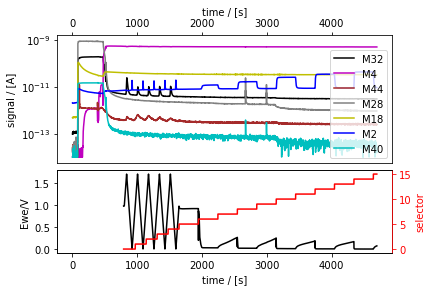 time / [s]
0 1000 2000 3000 4000
signal / [A]
10⁻⁹
10⁻¹¹
10⁻¹³
M32
M4
M44
M28
M18
M2
M40
Ewe/V
1.5
1.0
0.5
0.0
15
10
5
0
selector
0 1000 2000 3000 4000
time / [s]